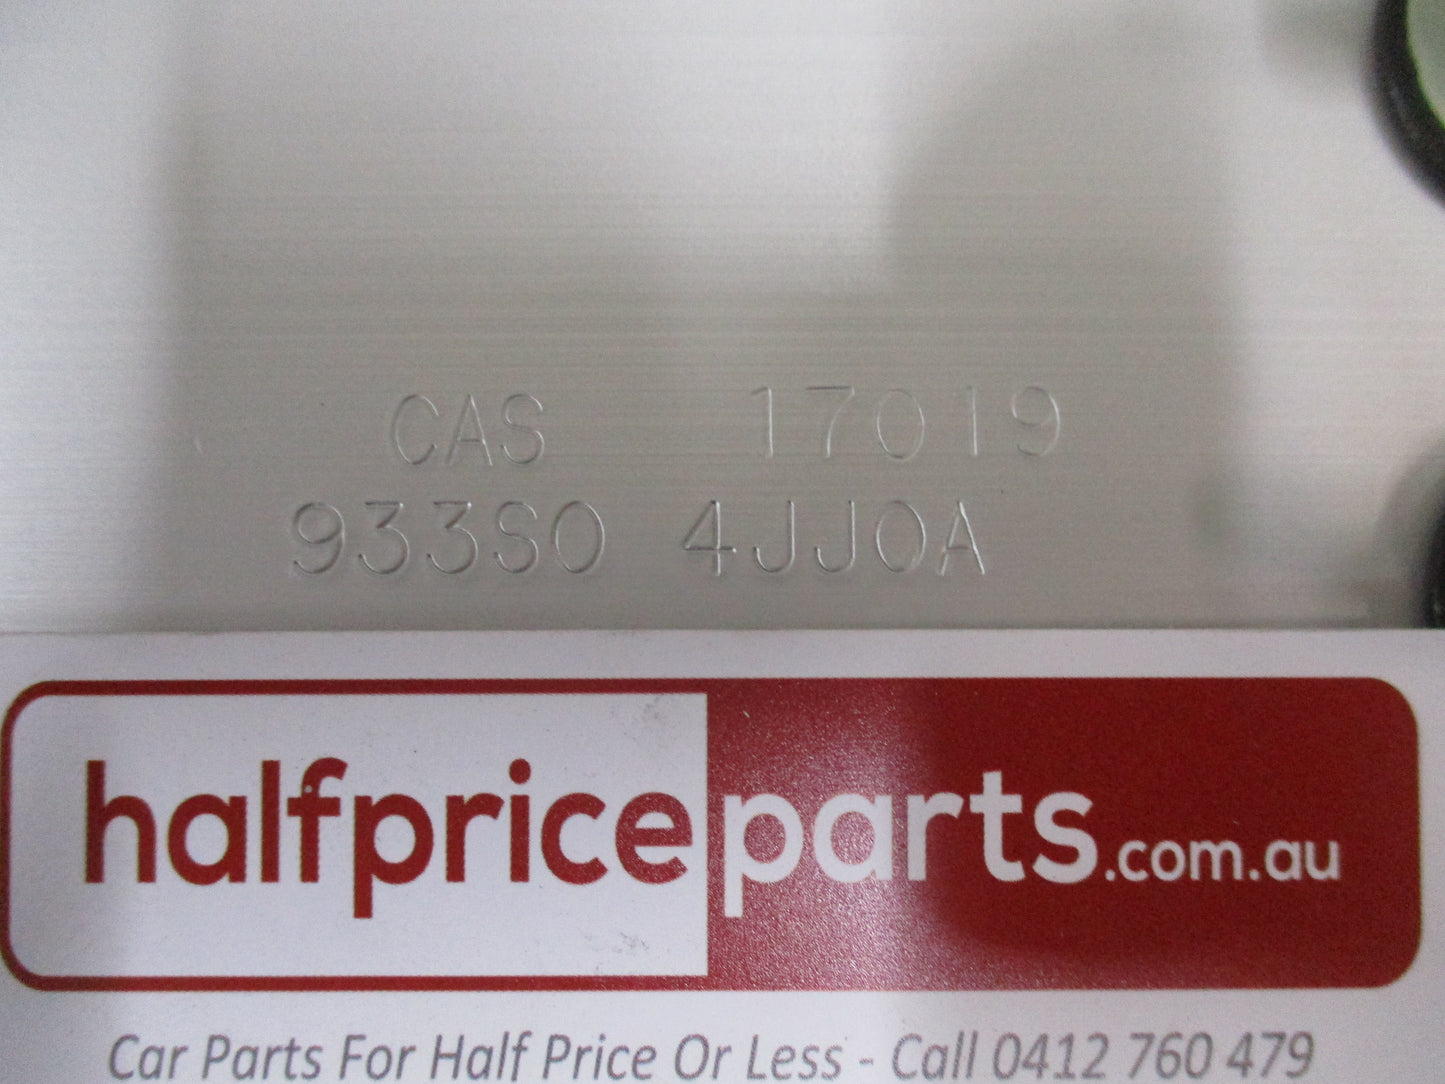 CAS 17019
933S0 4JJ0A
halfpriceparts.com.au
Car Parts For Half Price Or Less - Call 0412 760 479